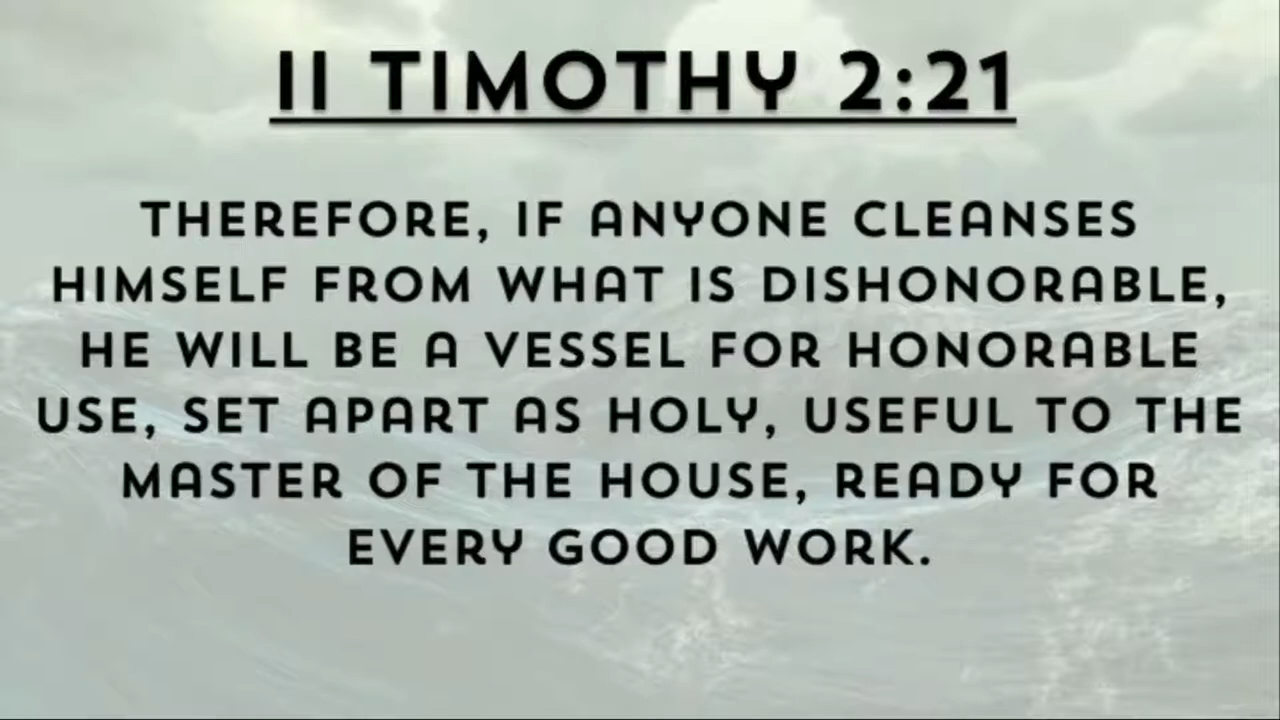 II TIMOTHY 2:21
THEREFORE, IF ANYONE CLEANSES
HIMSELF FROM WHAT IS DISHONORABLE,
HE WILL BE A VESSEL FOR HONORABLE
USE, SET APART AS HOLY, USEFUL TO THE
MASTER OF THE HOUSE, READY FOR
EVERY GOOD WORK.